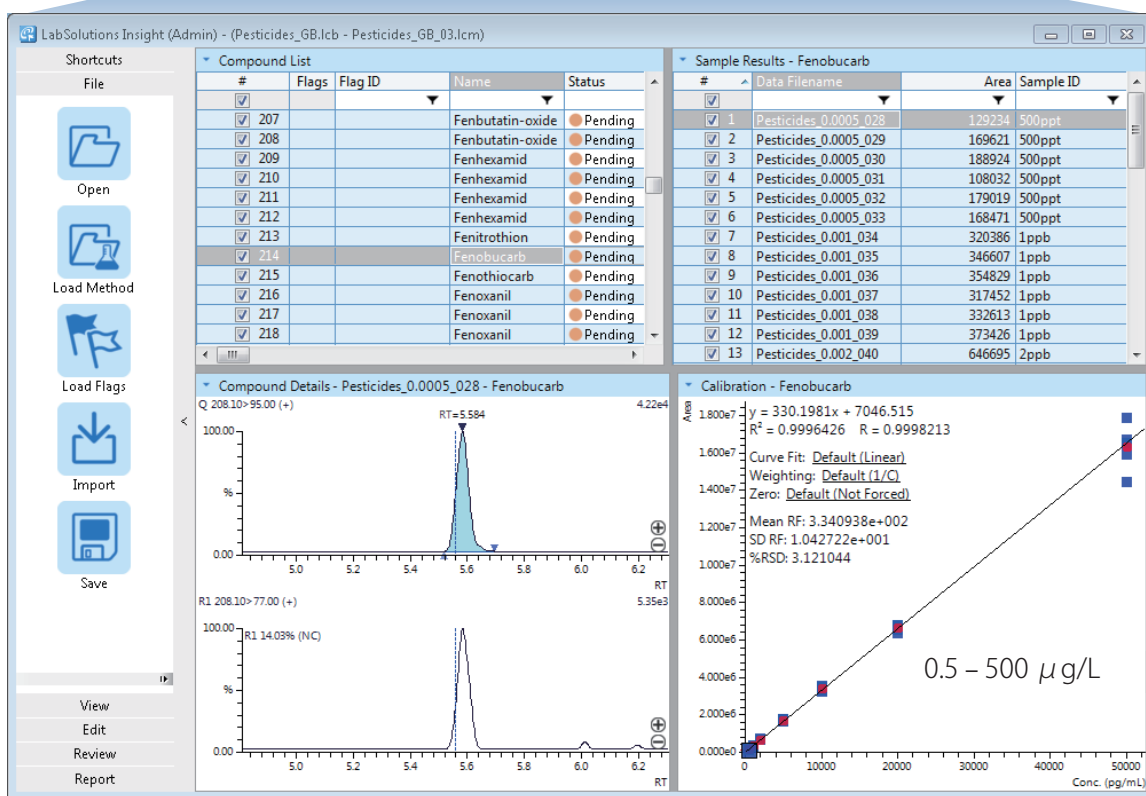 LabSolutions Insight (Admin) - (Pesticides_GB.lcb - Pesticides_GB_03.lcm)
Shortcuts
File
Open
Load Method
Load Flags
Import
Save
View
Edit
Review
Report
<
Compound List
# Flags Flag ID Name Status
207 Fenbutatin-oxide Pending
208 Fenbutatin-oxide Pending
209 Fenhexamid Pending
210 Fenhexamid Pending
211 Fenhexamid Pending
212 Fenhexamid Pending
213 Fenitrothion Pending
214 Fenobucarb Pending
215 Fenothiocarb Pending
216 Fenoxanil Pending
217 Fenoxanil Pending
218 Fenoxanil Pending
Sample Results - Fenobucarb
# Data Filename Area Sample ID
1 Pesticides_0.0005_028 129234 500ppt
2 Pesticides_0.0005_029 169621 500ppt
3 Pesticides_0.0005_030 188924 500ppt
4 Pesticides_0.0005_031 108032 500ppt
5 Pesticides_0.0005_032 179019 500ppt
6 Pesticides_0.0005_033 168471 500ppt
7 Pesticides_0.001_034 320386 1ppb
8 Pesticides_0.001_035 346607 1ppb
9 Pesticides_0.001_036 354829 1ppb
10 Pesticides_0.001_037 317452 1ppb
11 Pesticides_0.001_038 332613 1ppb
12 Pesticides_0.001_039 373426 1ppb
13 Pesticides_0.002_040 646695 2ppb
Compound Details - Pesticides_0.0005_028 - Fenobucarb
Q 208.10>95.00 (+) 4.22e4
RT=5.584
100.00
%
0.00
5.0 5.2 5.4 5.6 5.8 6.0 6.2
RT
R1 208.10>77.00 (+) 5.35e3
100.00
R1 14.03% (NC)
%
0.00
5.0 5.2 5.4 5.6 5.8 6.0 6.2
RT
Calibration - Fenobucarb
Area
y = 330.1981x + 7046.515
R² = 0.9996426 R = 0.9998213
Curve Fit: Default (Linear)
Weighting: Default (1/C)
Zero: Default (Not Forced)
Mean RF: 3.340938e+002
SD RF: 1.042722e+001
%RSD: 3.121044
1.800e7
1.600e7
1.400e7
1.200e7
1.000e7
8.000e6
6.000e6
4.000e6
2.000e6
0.000e0
0.5 – 500 μg/L
0 10000 20000 30000 40000 50000
Conc. (pg/mL)